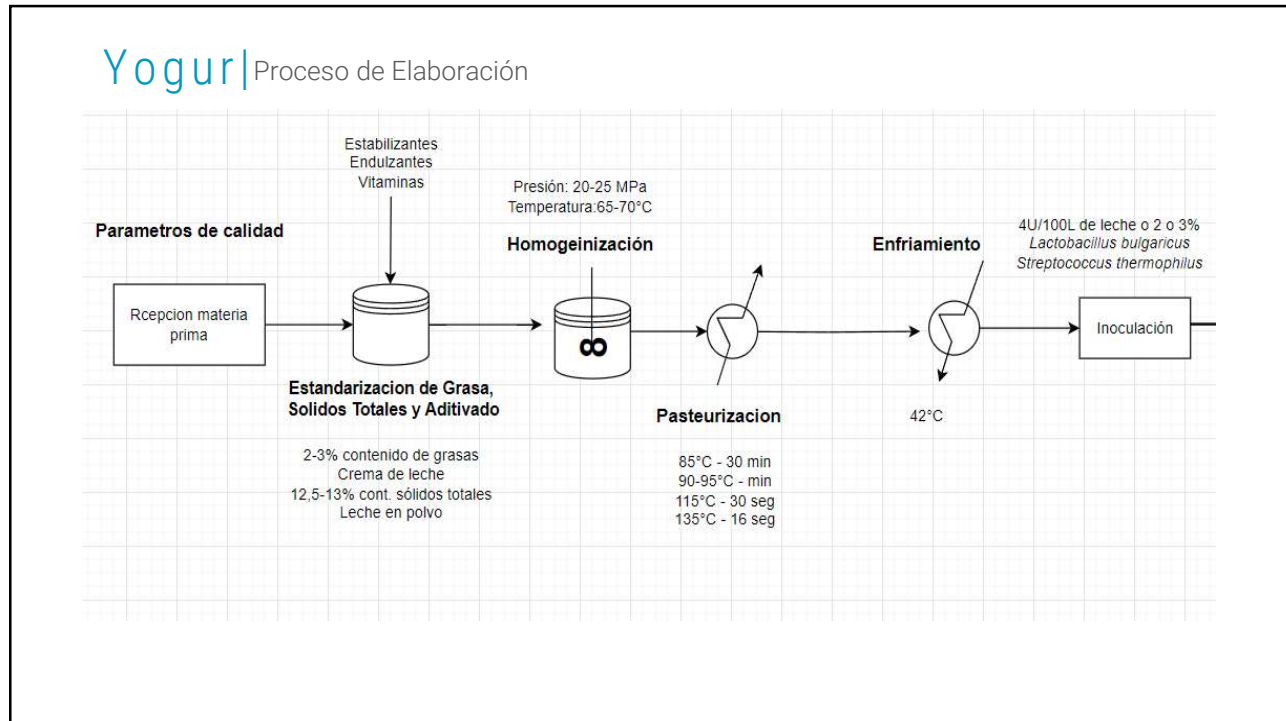 Yogur| Proceso de Elaboración
Estabilizantes
Endulzantes
Vitaminas
Parametros de calidad
Rcepcion materia
prima
Estandarizacion de Grasa,
Solidos Totales y Aditivado
2-3% contenido de grasas
Crema de leche
12,5-13% cont. sólidos totales
Leche en polvo
Presión: 20-25 MPa
Temperatura:65-70°C
Homogeinización
8
Pasteurizacion
85°C - 30 min
90-95°C - min
115°C - 30 seg
135°C - 16 seg
Enfriamiento
42°C
4U/100L de leche o 2 o 3%
Lactobacillus bulgaricus
Streptococcus thermophilus
Inoculación